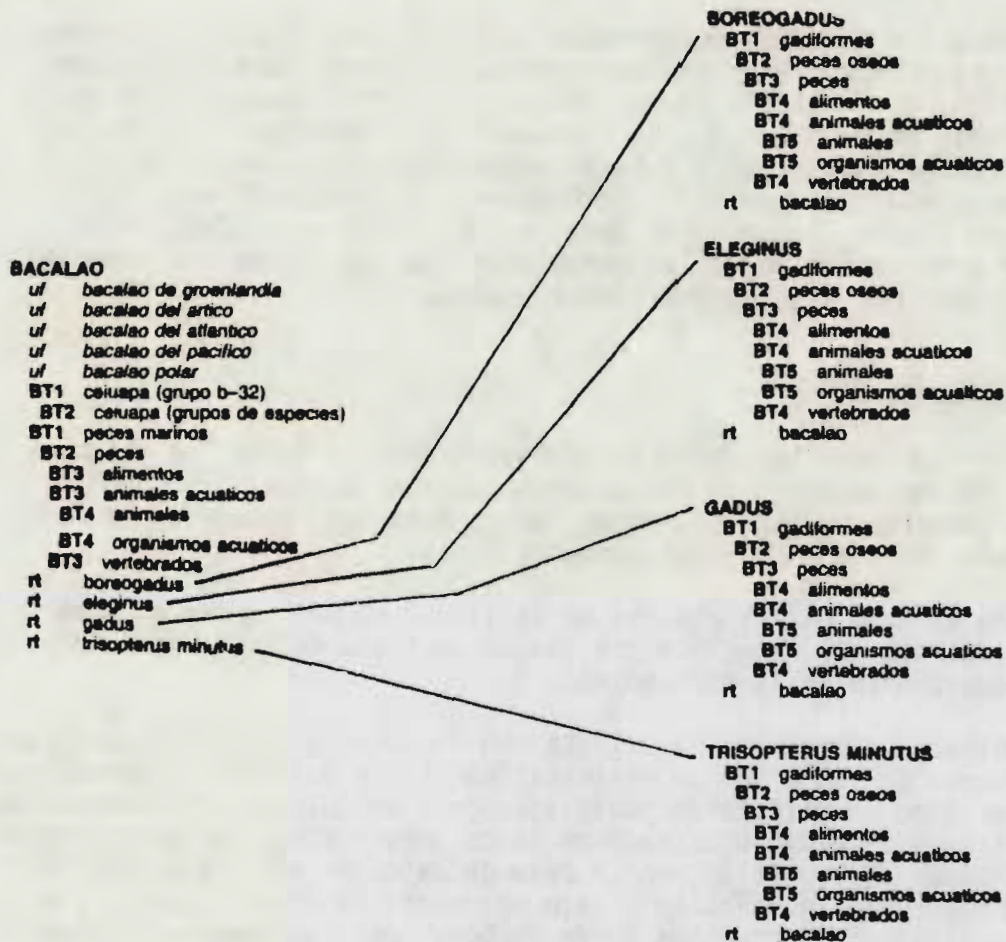 BACALAO
uf bacalao de groenlandia
uf bacalao del artico
uf bacalao del atlantico
uf bacalao del pacifico
uf bacalao polar
BT1 ceiuapa (grupo b-32)
BT2 ceiuapa (grupos de especies)
BT1 peces marinos
BT2 peces
BT3 alimentos
BT3 animales acuaticos
BT4 animales
BT4 organismos acuaticos
BT3 vertebrados
rt boreogadus
rt eleginus
rt gadus
rt trisopterus minutus
BOREOGADUS
BT1 gadiformes
BT2 peces oseos
BT3 peces
BT4 alimentos
BT4 animales acuaticos
BT5 animales
BT5 organismos acuaticos
BT4 vertebrados
rt bacalao
ELEGINUS
BT1 gadiformes
BT2 peces oseos
BT3 peces
BT4 alimentos
BT4 animales acuaticos
BT5 animales
BT5 organismos acuaticos
BT4 vertebrados
rt bacalao
GADUS
BT1 gadiformes
BT2 peces oseos
BT3 peces
BT4 alimentos
BT4 animales acuaticos
BT5 animales
BT5 organismos acuaticos
BT4 vertebrados
rt bacalao
TRISOPTERUS MINUTUS
BT1 gadiformes
BT2 peces oseos
BT3 peces
BT4 alimentos
BT4 animales acuaticos
BT5 animales
BT5 organismos acuaticos
BT4 vertebrados
rt bacalao